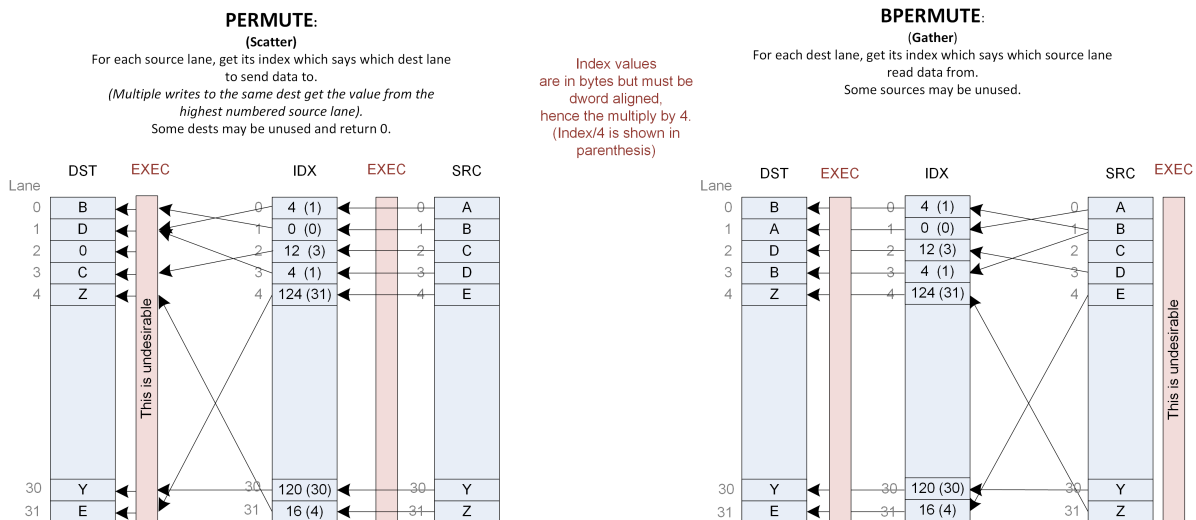 PERMUTE:
(Scatter)
For each source lane, get its index which says which dest lane
to send data to.
(Multiple writes to the same dest get the value from the
highest numbered source lane).
Some dests may be unused and return 0.
Index values
are in bytes but must be
dword aligned,
hence the multiply by 4.
(Index/4 is shown in
parenthesis)
BPERMUTE:
(Gather)
For each dest lane, get its index which says which source lane
read data from.
Some sources may be unused.
DST EXEC IDX EXEC SRC
Lane
0 B 0 4 (1) 0 A
1 D 1 0 (0) 1 B
2 0 2 12 (3) 2 C
3 C 3 4 (1) 3 D
4 Z 4 124 (31) 4 E
This is undesirable
30 Y 30 120 (30) 30 Y
31 E 31 16 (4) 31 Z
DST EXEC IDX SRC EXEC
Lane
0 B 0 4 (1) 0 A
1 A 1 0 (0) 1 B
2 D 2 12 (3) 2 C
3 B 3 4 (1) 3 D
4 Z 4 124 (31) 4 E
This is undesirable
30 Y 30 120 (30) 30 Y
31 E 31 16 (4) 31 Z